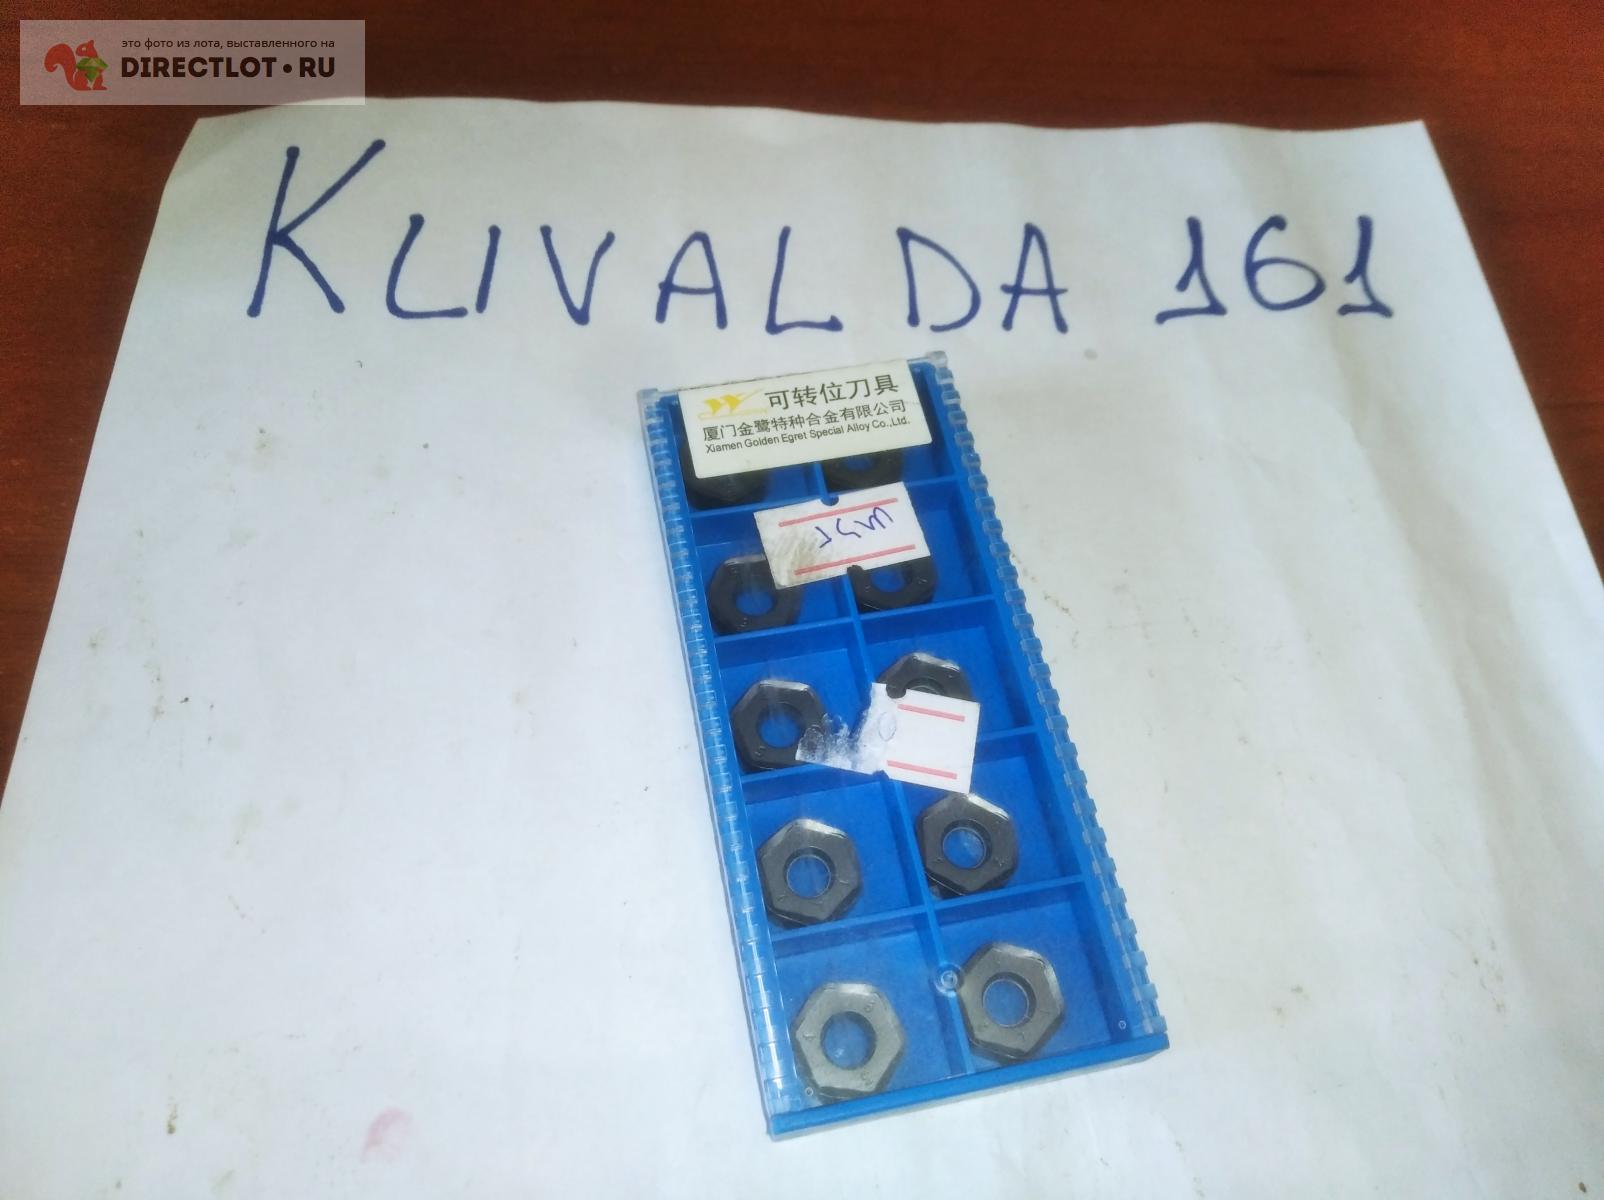 это фото из лота, выставленного на
DIRECTLOT•RU
KLIVALDA 161
可转位刀具
厦门金鹭特种合金有限公司
Xiamen Golden Egret Special Alloy Co.,Ltd.